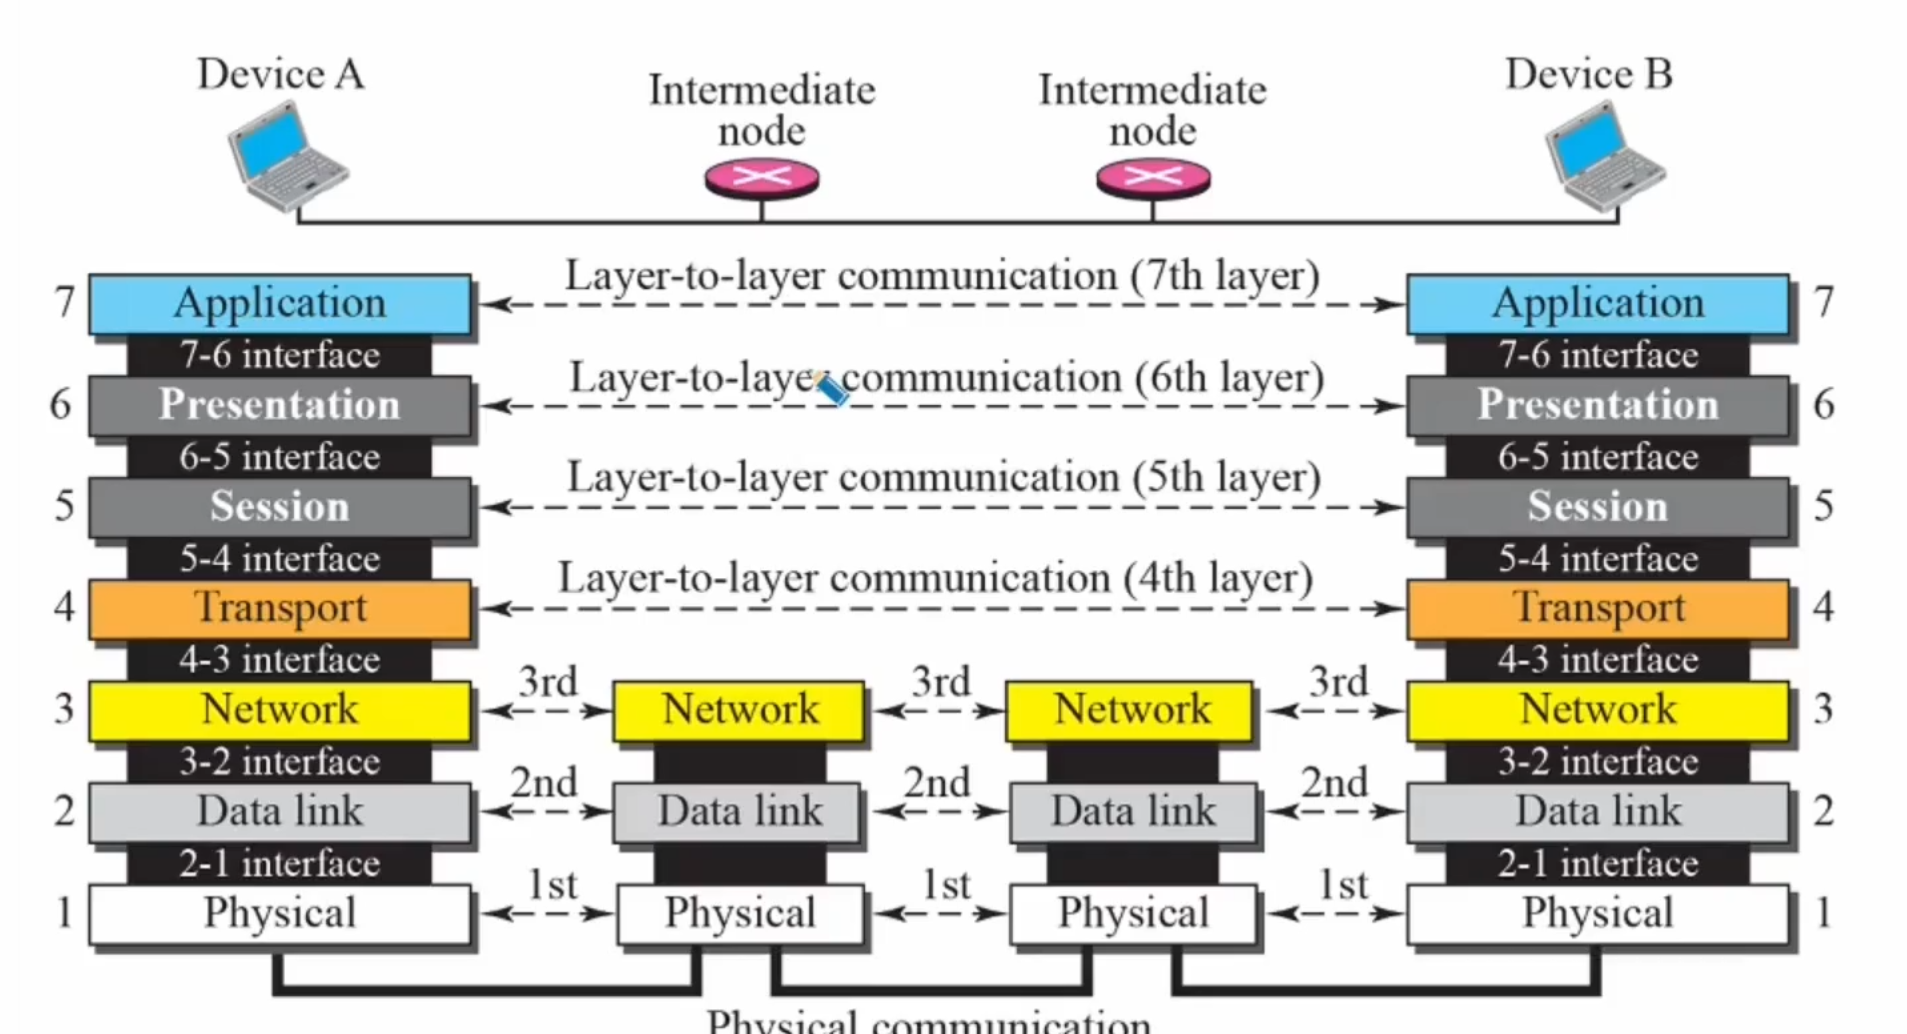 Device A
Intermediate
node
Intermediate
node
Device B
Layer-to-layer communication (7th layer)
7 Application Application 7
7-6 interface 7-6 interface
Layer-to-layer communication (6th layer)
6 Presentation Presentation 6
6-5 interface 6-5 interface
Layer-to-layer communication (5th layer)
5 Session Session 5
5-4 interface 5-4 interface
Layer-to-layer communication (4th layer)
4 Transport Transport 4
4-3 interface 4-3 interface
3rd 3rd 3rd
3 Network Network Network Network 3
3-2 interface 3-2 interface
2nd 2nd 2nd
2 Data link Data link Data link Data link 2
2-1 interface 2-1 interface
1st 1st 1st
1 Physical Physical Physical Physical 1
Physical communication